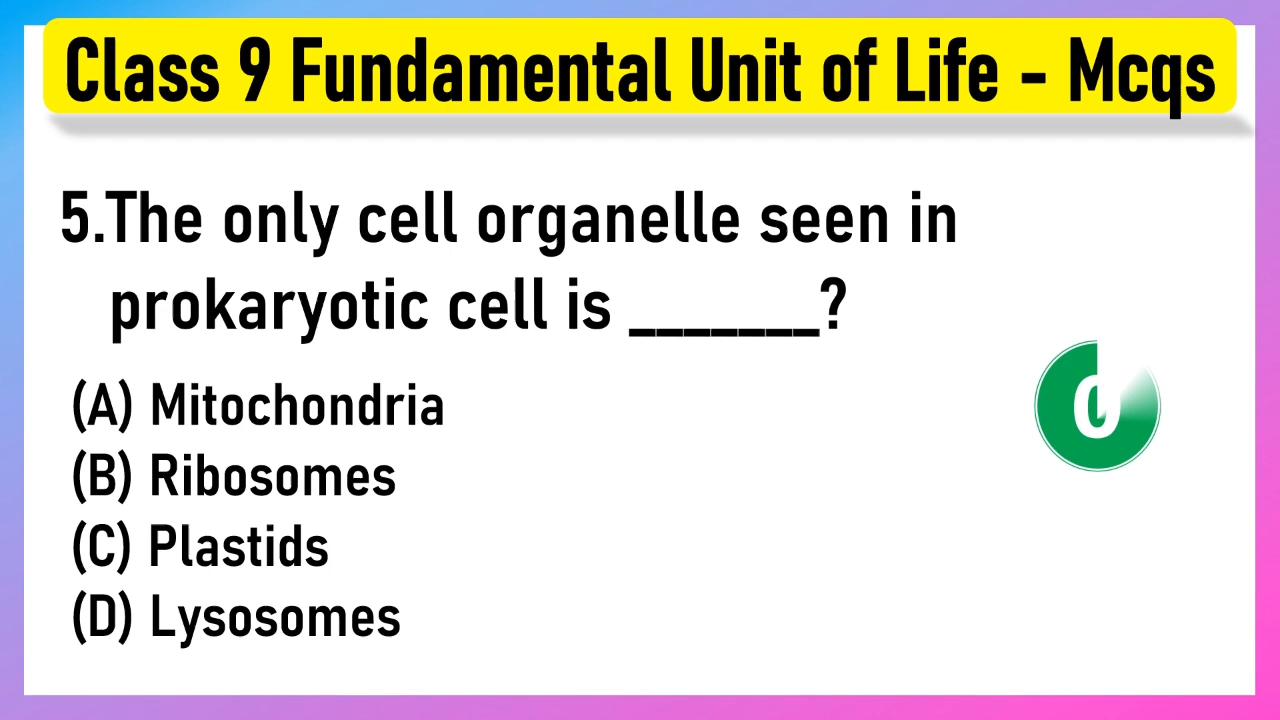 Class 9 Fundamental Unit of Life - Mcqs
5.The only cell organelle seen in
prokaryotic cell is _______?
(A) Mitochondria
(B) Ribosomes
(C) Plastids
(D) Lysosomes
0